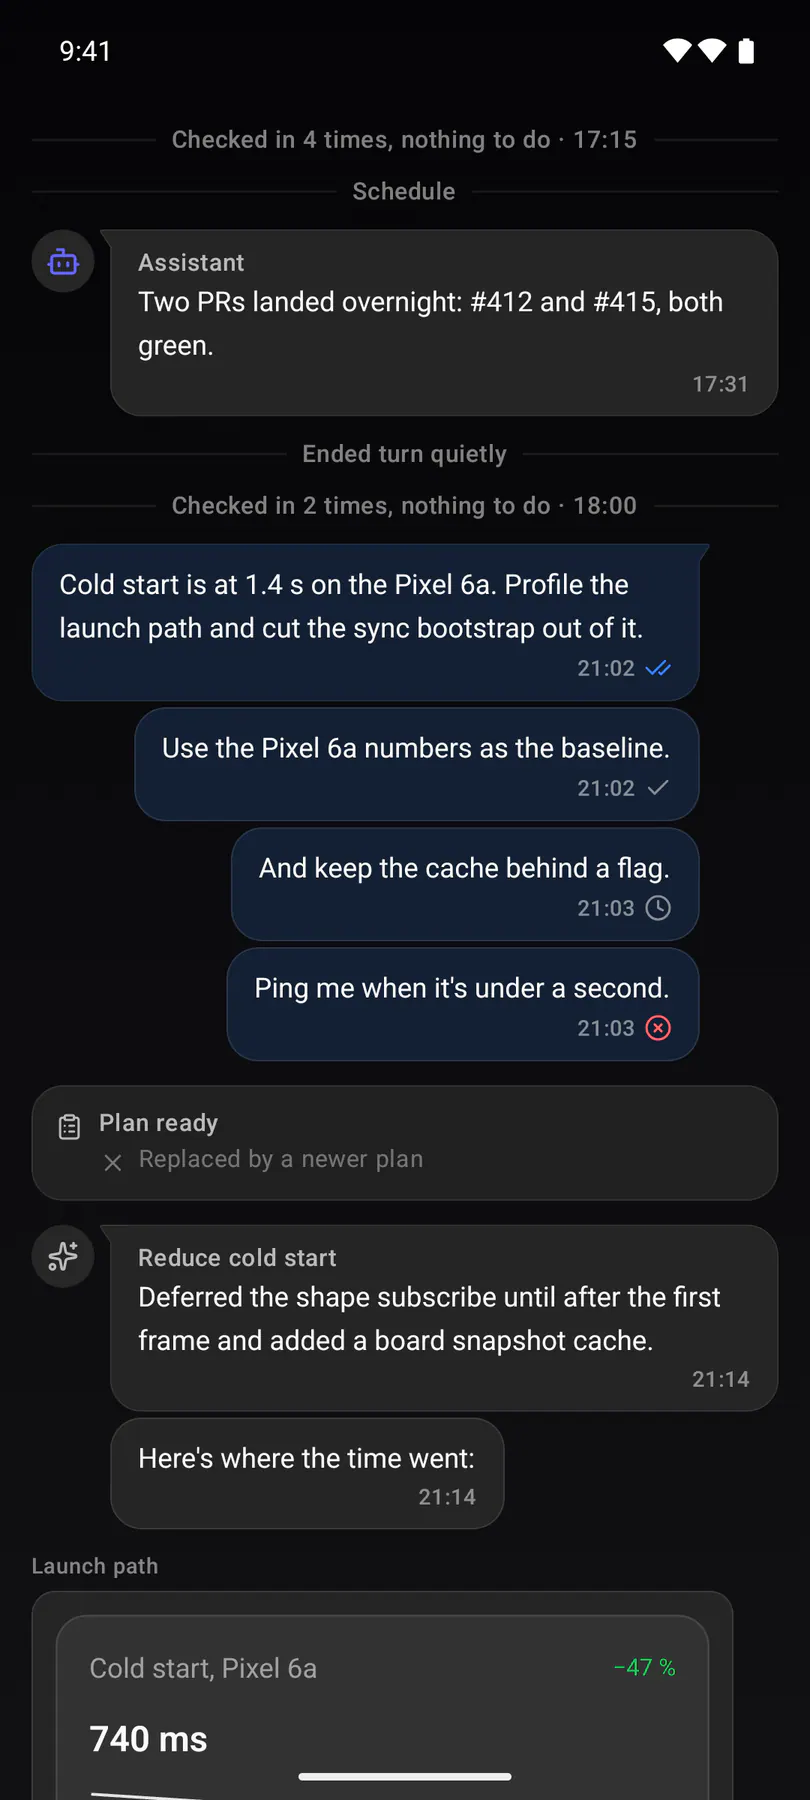 9:41
Checked in 4 times, nothing to do · 17:15
Schedule
Assistant
Two PRs landed overnight: #412 and #415, both
green.
17:31
Ended turn quietly
Checked in 2 times, nothing to do · 18:00
Cold start is at 1.4 s on the Pixel 6a. Profile the
launch path and cut the sync bootstrap out of it.
21:02
Use the Pixel 6a numbers as the baseline.
21:02
And keep the cache behind a flag.
21:03
Ping me when it's under a second.
21:03
Plan ready
Replaced by a newer plan
Reduce cold start
Deferred the shape subscribe until after the first
frame and added a board snapshot cache.
21:14
Here's where the time went:
21:14
Launch path
Cold start, Pixel 6a
−47 %
740 ms